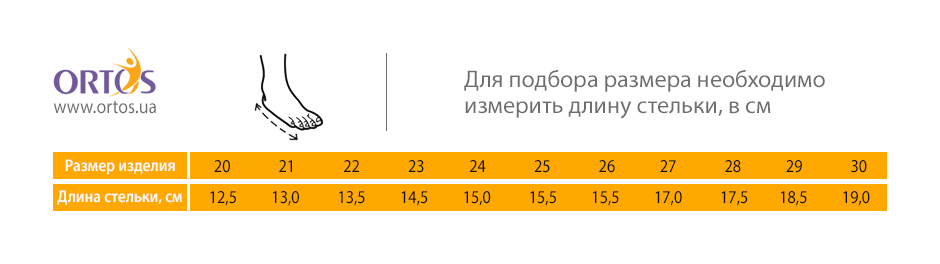 ORTOS
www.ortos.ua
Для подбора размера необходимо
измерить длину стельки, в см
Размер изделия 20 21 22 23 24 25 26 27 28 29 30
Длина стельки, см 12,5 13,0 13,5 14,5 15,0 15,5 15,5 17,0 17,5 18,5 19,0